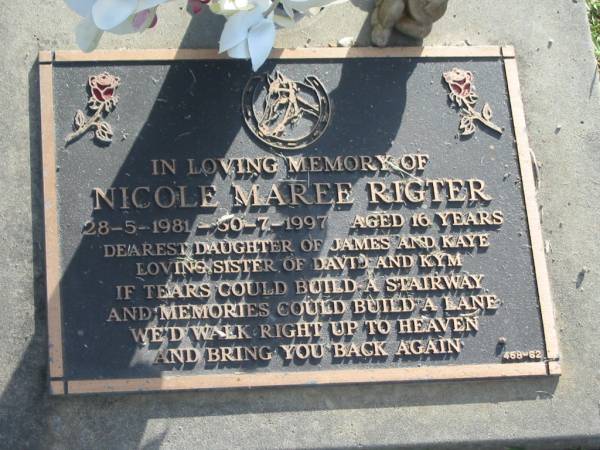 IN LOVING MEMORY OF
NICOLE MAREE RIGTER
28-5-1981 - 30-7-1997 AGED 16 YEARS
DEAREST DAUGHTER OF JAMES AND KAYE
LOVING SISTER OF DAVID AND KYM
IF TEARS COULD BUILD A STAIRWAY
AND MEMORIES COULD BUILD A LANE
WE'D WALK RIGHT UP TO HEAVEN
AND BRING YOU BACK AGAIN
458-62